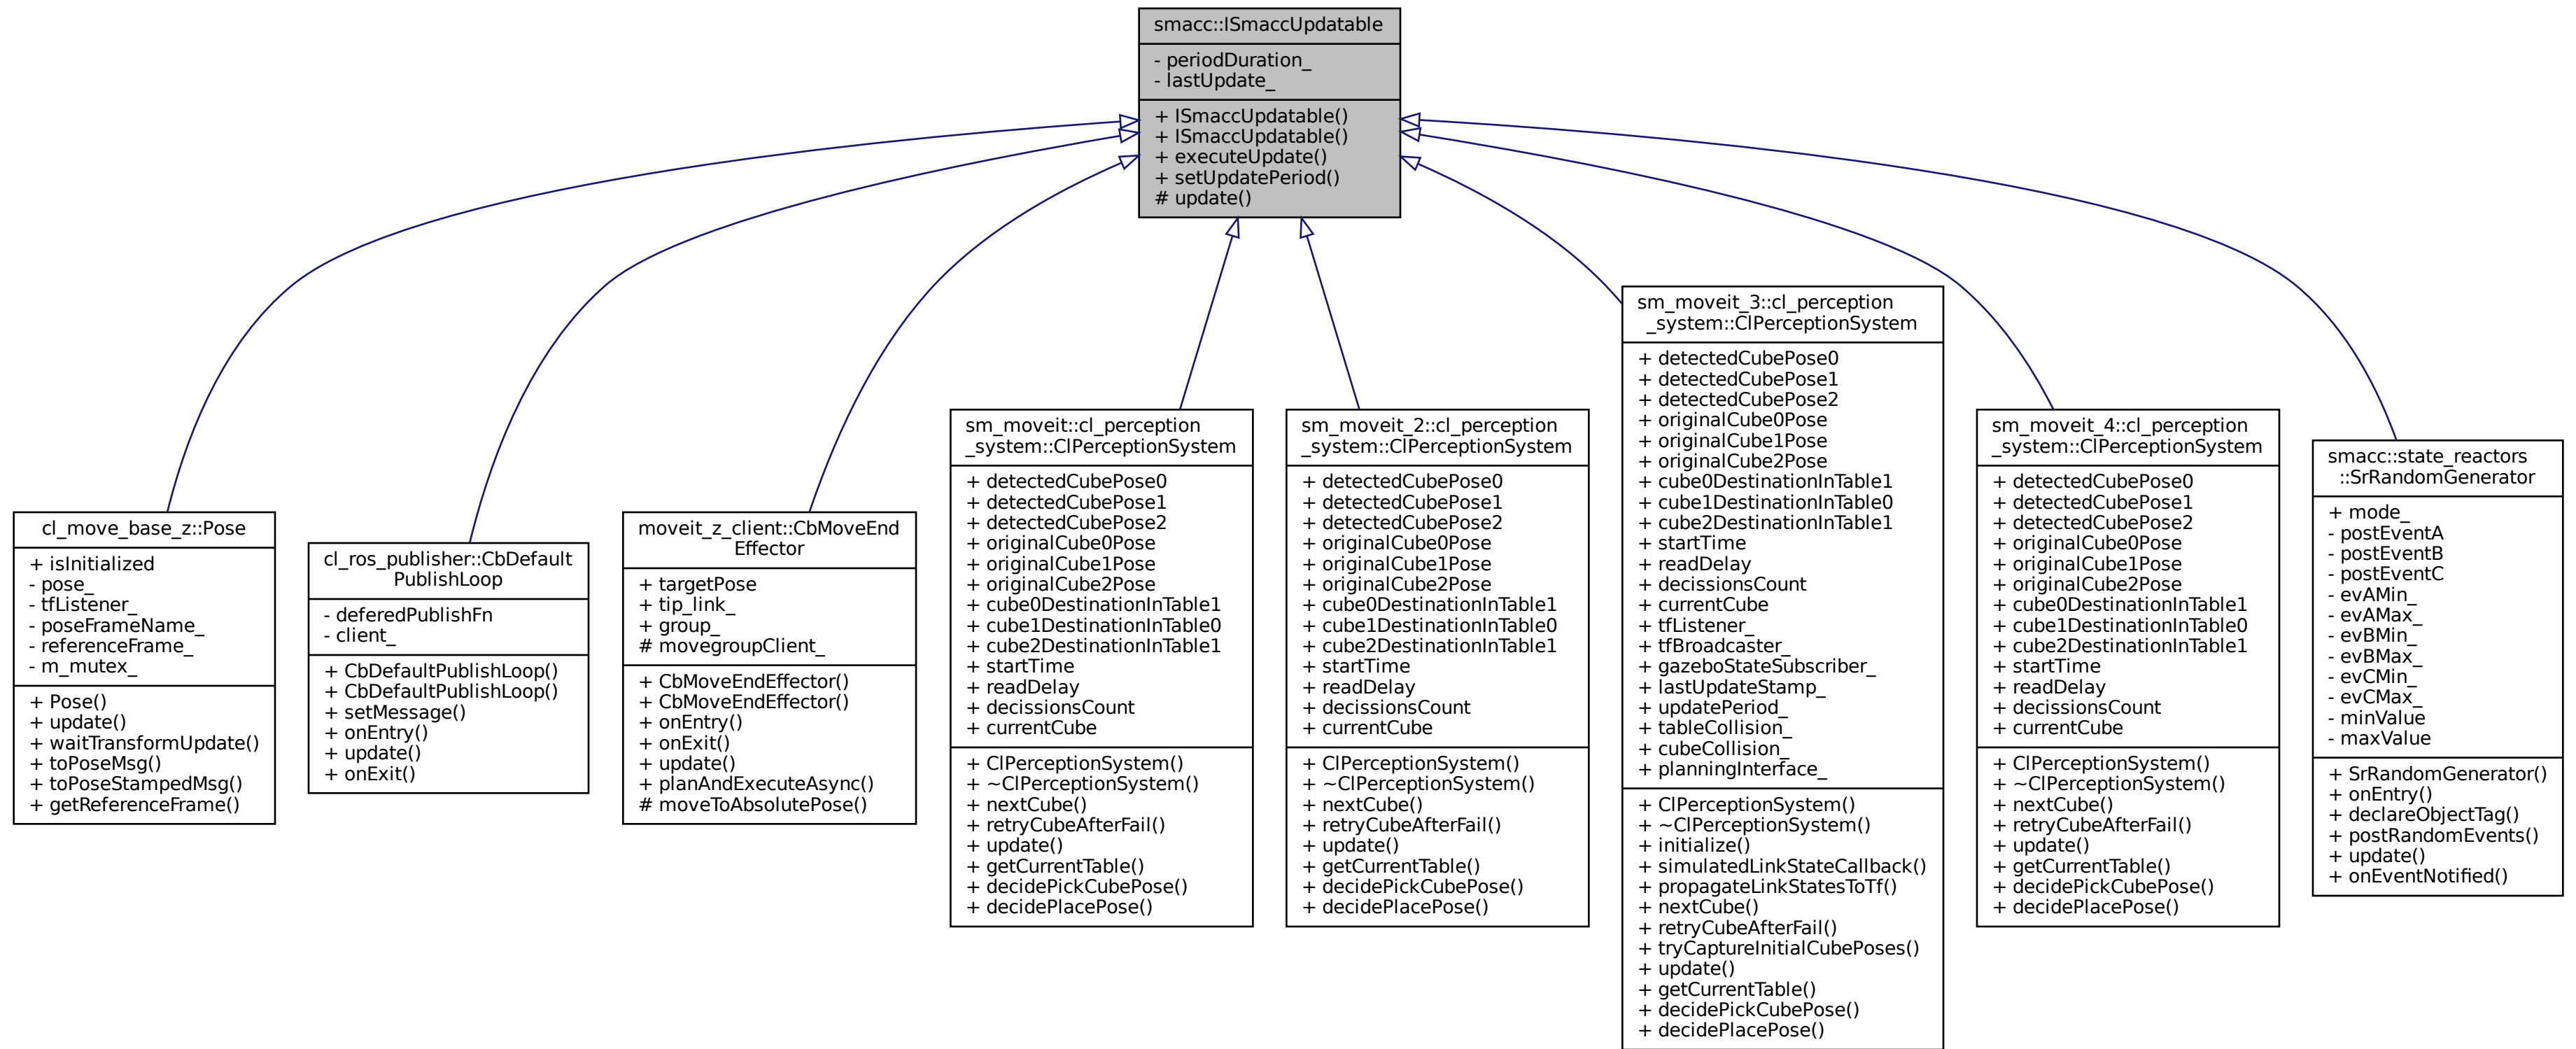 smacc::ISmaccUpdatable
- periodDuration_
- lastUpdate_
+ ISmaccUpdatable()
+ ISmaccUpdatable()
+ executeUpdate()
+ setUpdatePeriod()
# update()
cl_move_base_z::Pose
+ isInitialized
- pose_
- tfListener_
- poseFrameName_
- referenceFrame_
- m_mutex_
+ Pose()
+ update()
+ waitTransformUpdate()
+ toPoseMsg()
+ toPoseStampedMsg()
+ getReferenceFrame()
cl_ros_publisher::CbDefault
PublishLoop
- deferedPublishFn
- client_
+ CbDefaultPublishLoop()
+ CbDefaultPublishLoop()
+ setMessage()
+ onEntry()
+ update()
+ onExit()
moveit_z_client::CbMoveEnd
Effector
+ targetPose
+ tip_link_
+ group_
# movegroupClient_
+ CbMoveEndEffector()
+ CbMoveEndEffector()
+ onEntry()
+ onExit()
+ update()
+ planAndExecuteAsync()
# moveToAbsolutePose()
sm_moveit::cl_perception
_system::ClPerceptionSystem
+ detectedCubePose0
+ detectedCubePose1
+ detectedCubePose2
+ originalCube0Pose
+ originalCube1Pose
+ originalCube2Pose
+ cube0DestinationInTable1
+ cube1DestinationInTable0
+ cube2DestinationInTable1
+ startTime
+ readDelay
+ decissionsCount
+ currentCube
+ ClPerceptionSystem()
+ ~ClPerceptionSystem()
+ nextCube()
+ retryCubeAfterFail()
+ update()
+ getCurrentTable()
+ decidePickCubePose()
+ decidePlacePose()
sm_moveit_2::cl_perception
_system::ClPerceptionSystem
+ detectedCubePose0
+ detectedCubePose1
+ detectedCubePose2
+ originalCube0Pose
+ originalCube1Pose
+ originalCube2Pose
+ cube0DestinationInTable1
+ cube1DestinationInTable0
+ cube2DestinationInTable1
+ startTime
+ readDelay
+ decissionsCount
+ currentCube
+ ClPerceptionSystem()
+ ~ClPerceptionSystem()
+ nextCube()
+ retryCubeAfterFail()
+ update()
+ getCurrentTable()
+ decidePickCubePose()
+ decidePlacePose()
sm_moveit_3::cl_perception
_system::ClPerceptionSystem
+ detectedCubePose0
+ detectedCubePose1
+ detectedCubePose2
+ originalCube0Pose
+ originalCube1Pose
+ originalCube2Pose
+ cube0DestinationInTable1
+ cube1DestinationInTable0
+ cube2DestinationInTable1
+ startTime
+ readDelay
+ decissionsCount
+ currentCube
+ tfListener_
+ tfBroadcaster_
+ gazeboStateSubscriber_
+ lastUpdateStamp_
+ updatePeriod_
+ tableCollision_
+ cubeCollision_
+ planningInterface_
+ ClPerceptionSystem()
+ ~ClPerceptionSystem()
+ initialize()
+ simulatedLinkStateCallback()
+ propagateLinkStatesToTf()
+ nextCube()
+ retryCubeAfterFail()
+ tryCaptureInitialCubePoses()
+ update()
+ getCurrentTable()
+ decidePickCubePose()
+ decidePlacePose()
sm_moveit_4::cl_perception
_system::ClPerceptionSystem
+ detectedCubePose0
+ detectedCubePose1
+ detectedCubePose2
+ originalCube0Pose
+ originalCube1Pose
+ originalCube2Pose
+ cube0DestinationInTable1
+ cube1DestinationInTable0
+ cube2DestinationInTable1
+ startTime
+ readDelay
+ decissionsCount
+ currentCube
+ ClPerceptionSystem()
+ ~ClPerceptionSystem()
+ nextCube()
+ retryCubeAfterFail()
+ update()
+ getCurrentTable()
+ decidePickCubePose()
+ decidePlacePose()
smacc::state_reactors
::SrRandomGenerator
+ mode_
- postEventA
- postEventB
- postEventC
- evAMin_
- evAMax_
- evBMin_
- evBMax_
- evCMin_
- evCMax_
- minValue
- maxValue
+ SrRandomGenerator()
+ onEntry()
+ declareObjectTag()
+ postRandomEvents()
+ update()
+ onEventNotified()